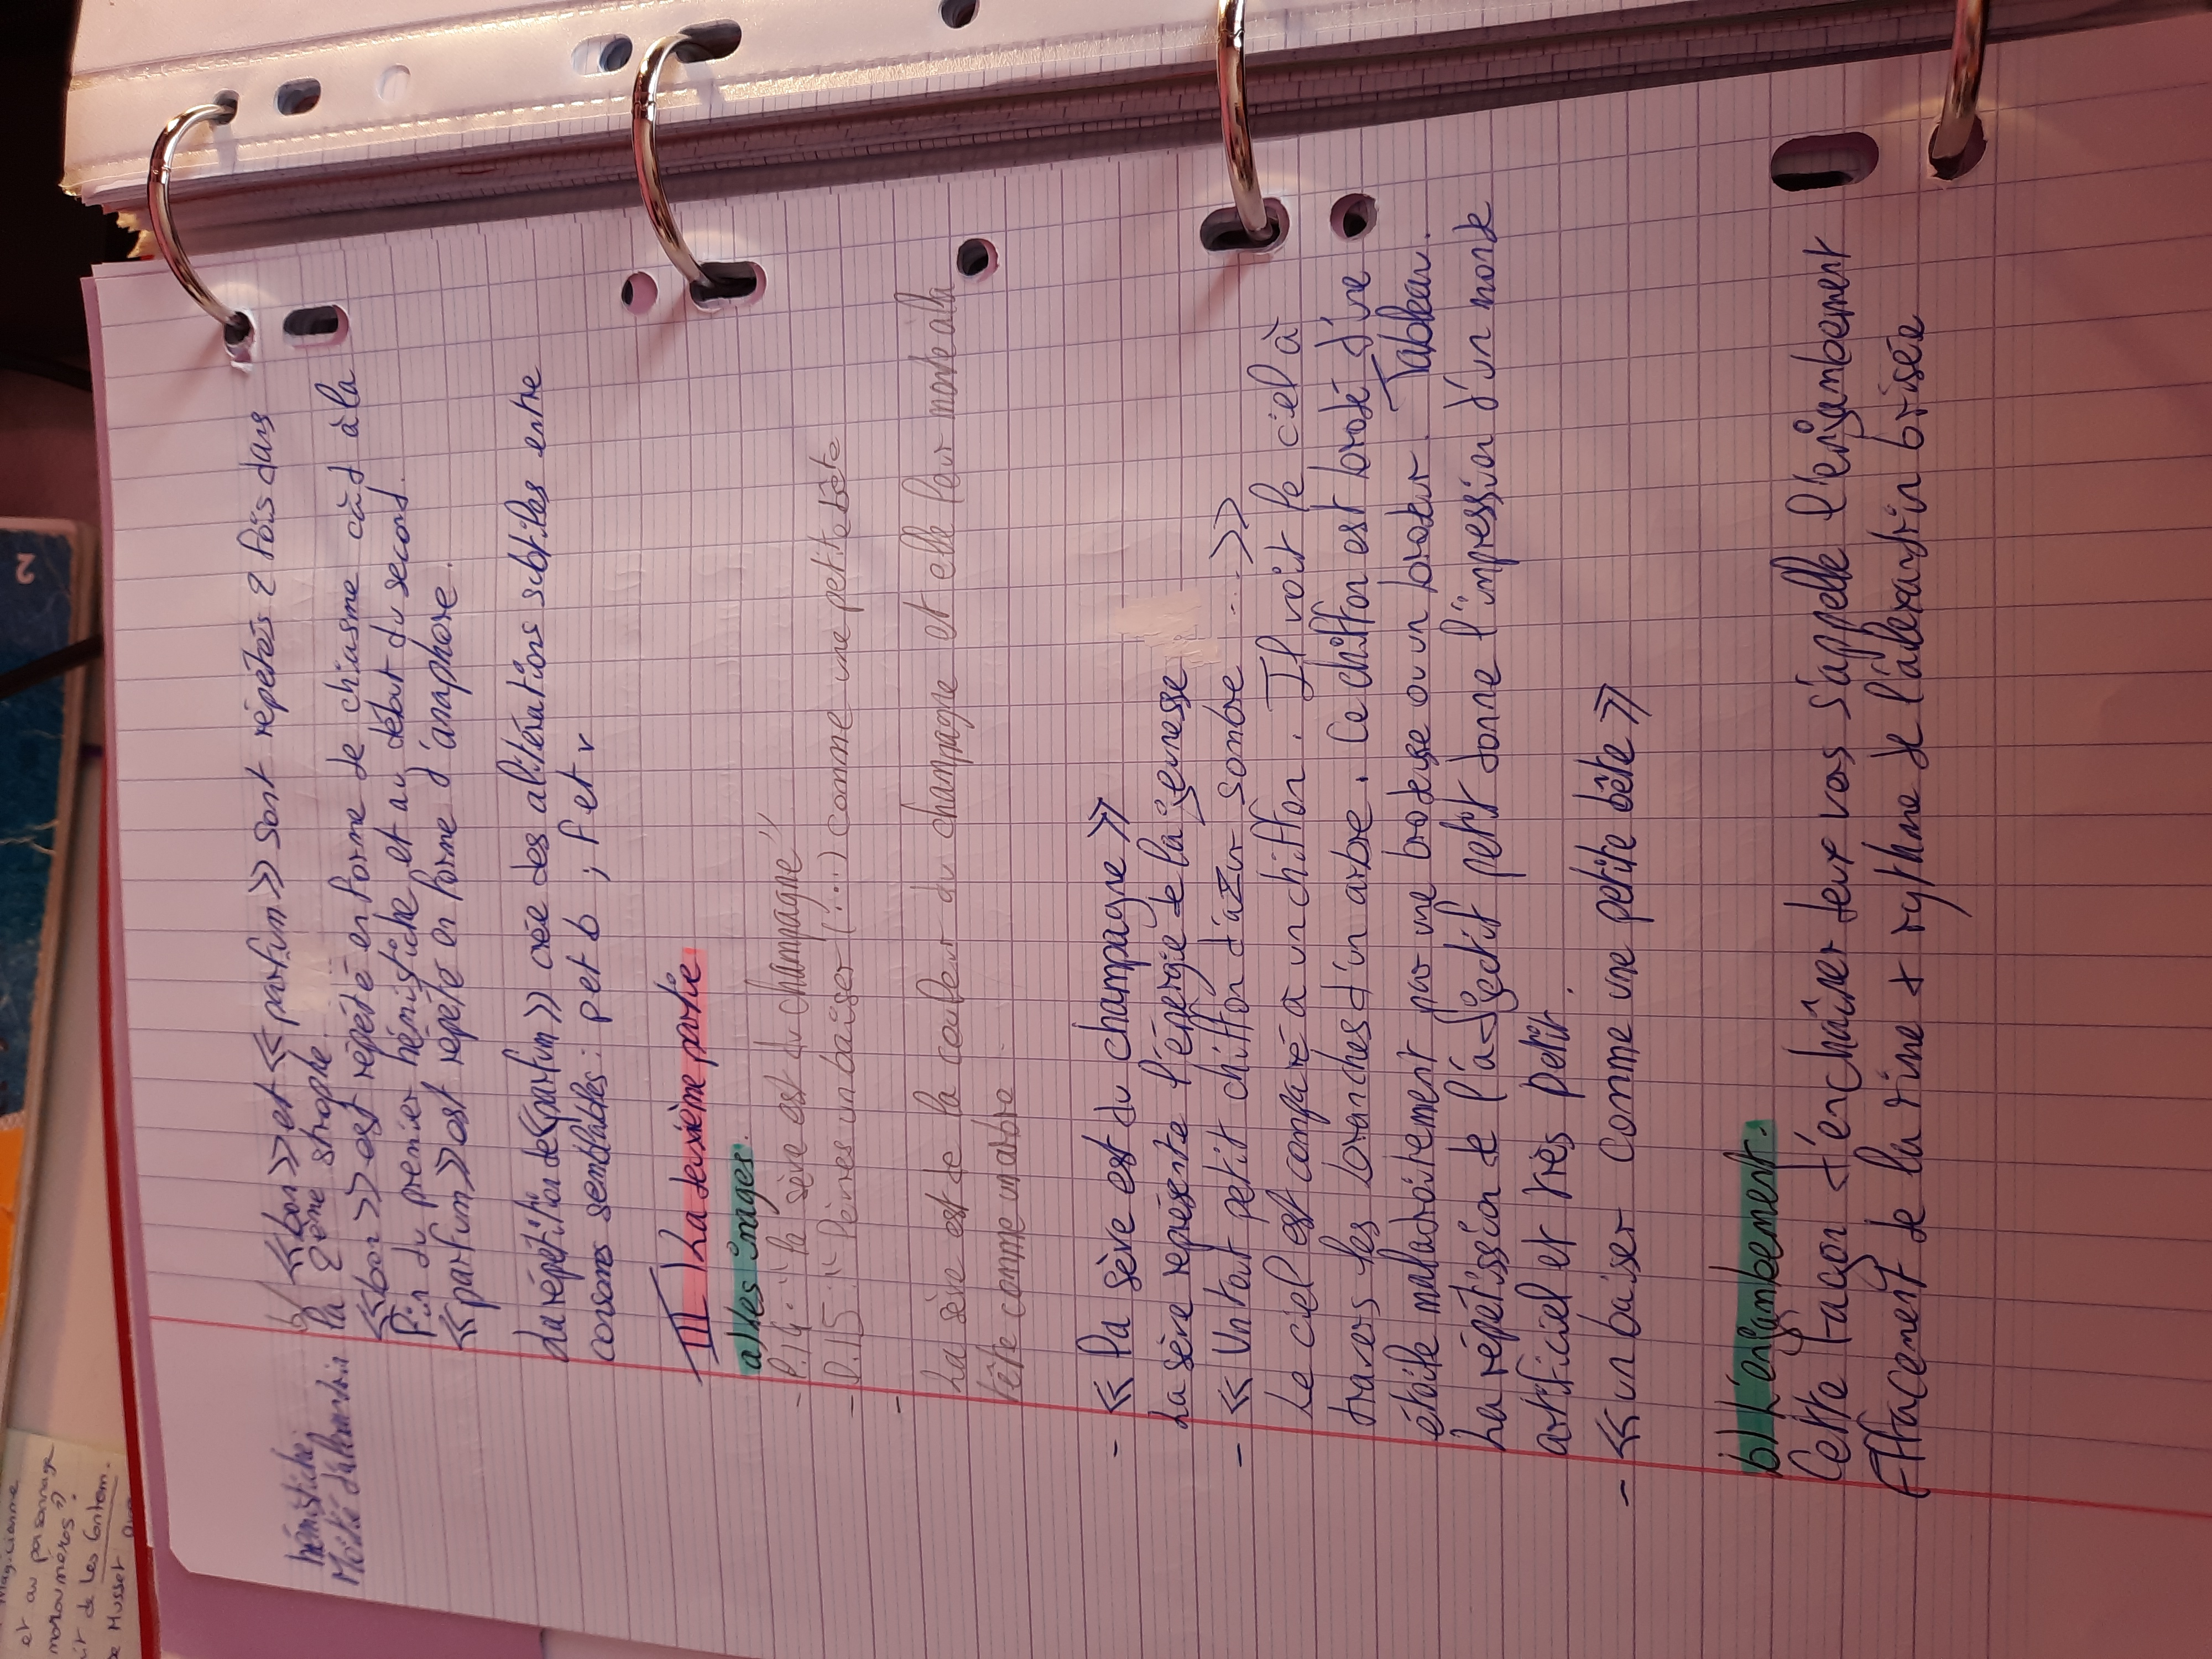 Magicienne
et au personnage
de Les Contem.
Musset
2
hémistiche:
Moitié d'alexandrin
b/ «bon» et «parfum» sont répétés 2 fois dans
la 2ème strophe.
«bon» est répété en forme de chiasme càd à la
fin du premier hémistiche et au début du second.
«parfum» est répété en forme d'anaphore.
La répétition de «parfum» crée des alitérations subtiles entre
consones semblables: p et b ; f et v
III) La deuxième partie
a) Les images.
- l.14: "la sève est du champagne"
- l.15: "lèvres un baiser (...) comme une petite bête
-
La sève est de la couleur du champagne et elle leur monte à la
tête comme un arbre
- « la sève est du champagne »
La sève représente l'énergie de la jeunesse
- « Un tout petit chiffon d'azur sombre ... »
Le ciel est comparé à un chiffon. Il voit le ciel à
travers les branches d'un arbre. Ce chiffon est brodé d'une
étoile maladroitement par une brodeuse ou un brodeur. Tableau.
La répétission de l'adjectif petit donne l'impression d'un monde
artificiel et très petit.
- « un baiser comme une petite bête »
b) L'enjambement.
Cette façon d'enchaîner deux vers s'appelle l'enjambement
Effacement de la rime + rythme de l'alexandrin brisée